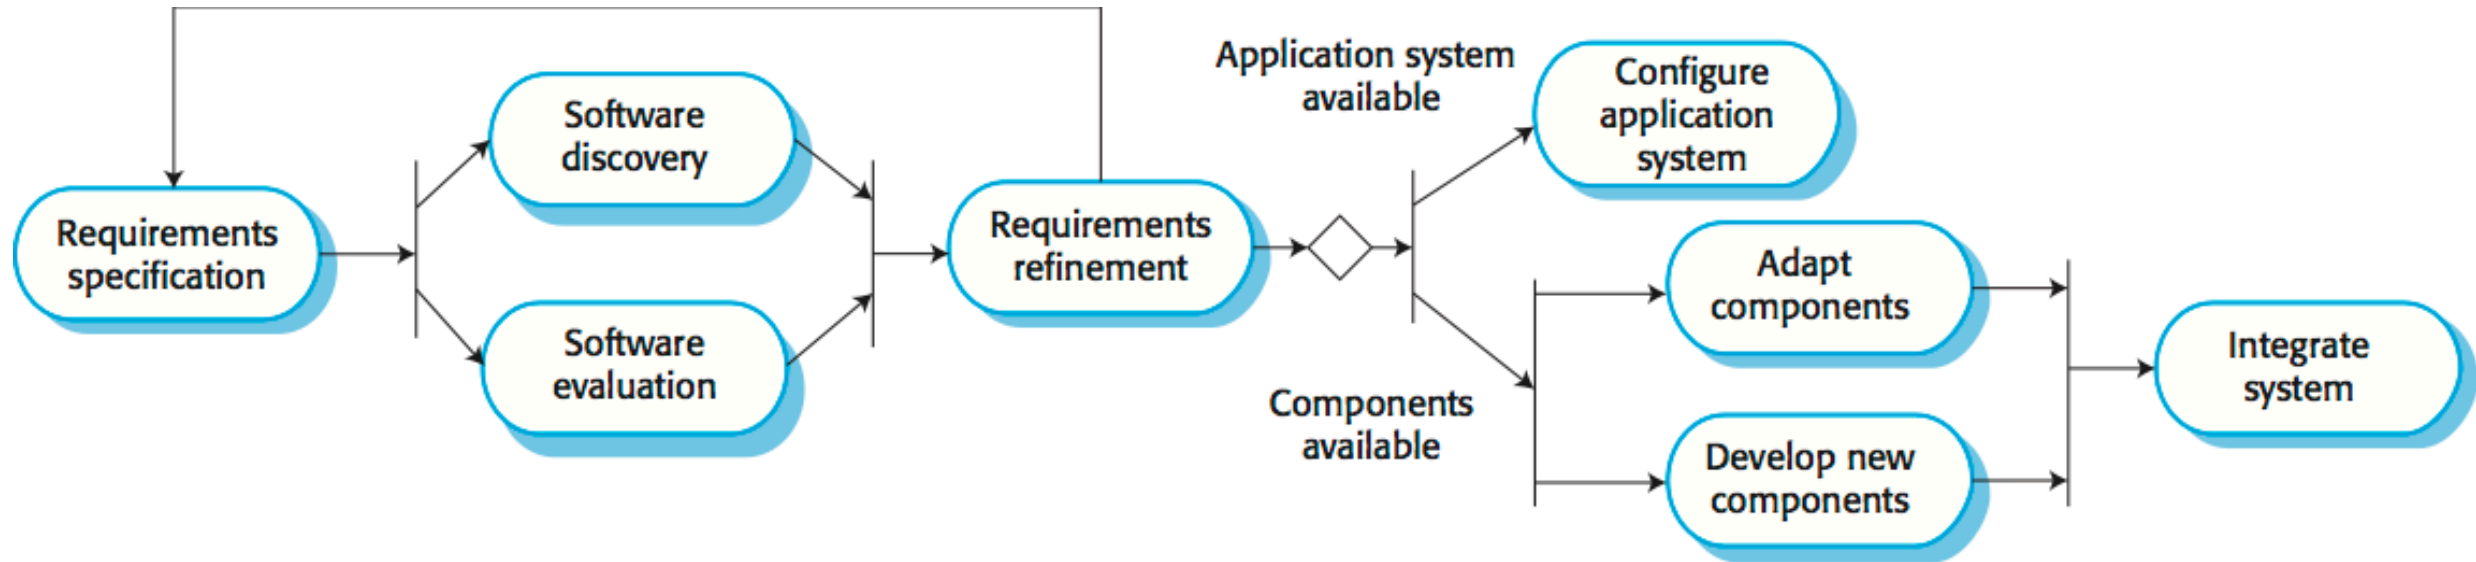 Requirements
specification
Software
discovery
Software
evaluation
Requirements
refinement
Application system
available
Components
available
Configure
application
system
Adapt
components
Develop new
components
Integrate
system